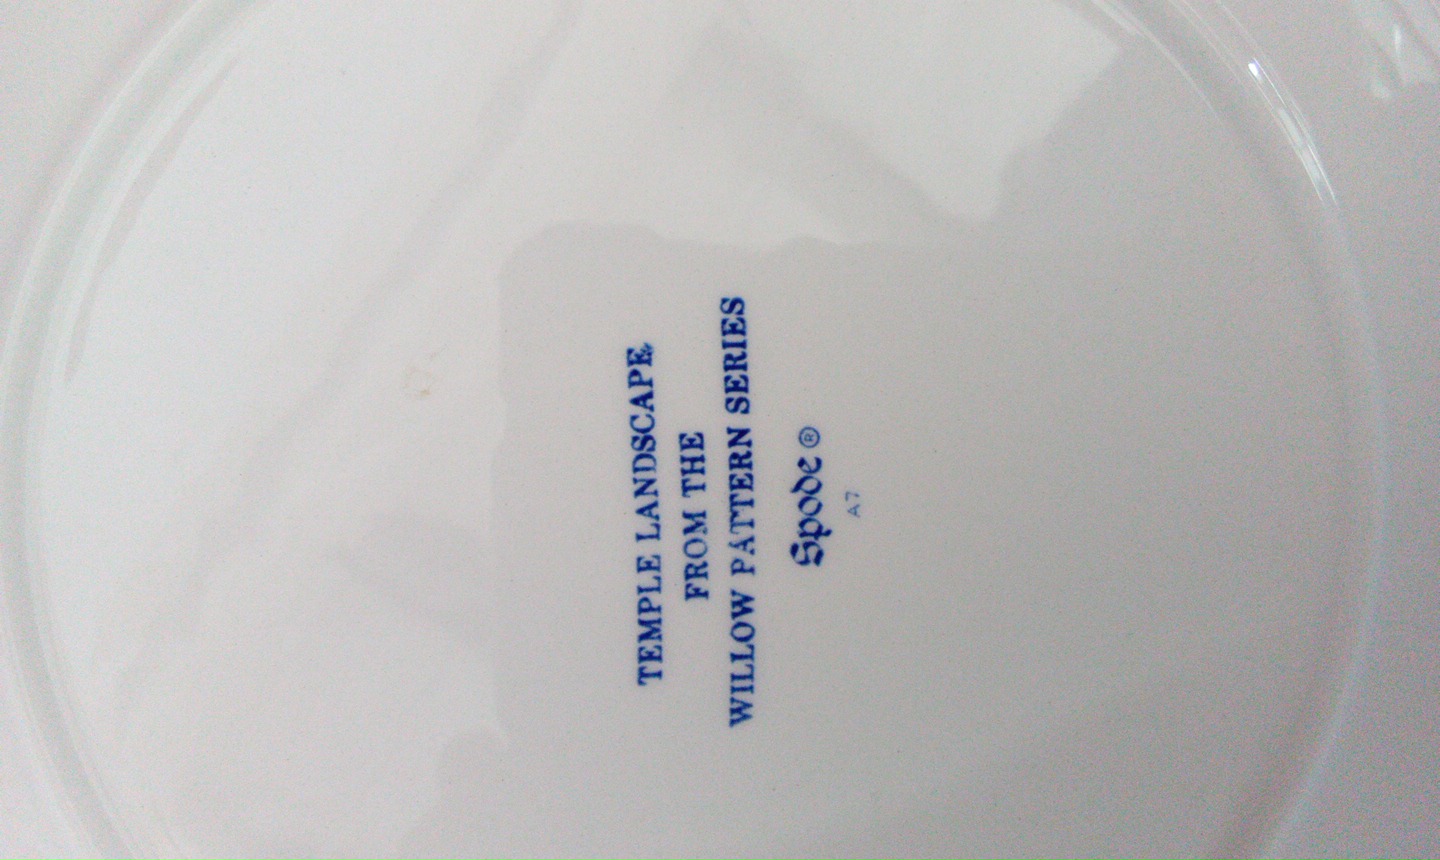 TEMPLE LANDSCAPE
FROM THE
WILLOW PATTERN SERIES
Spode ®
A7